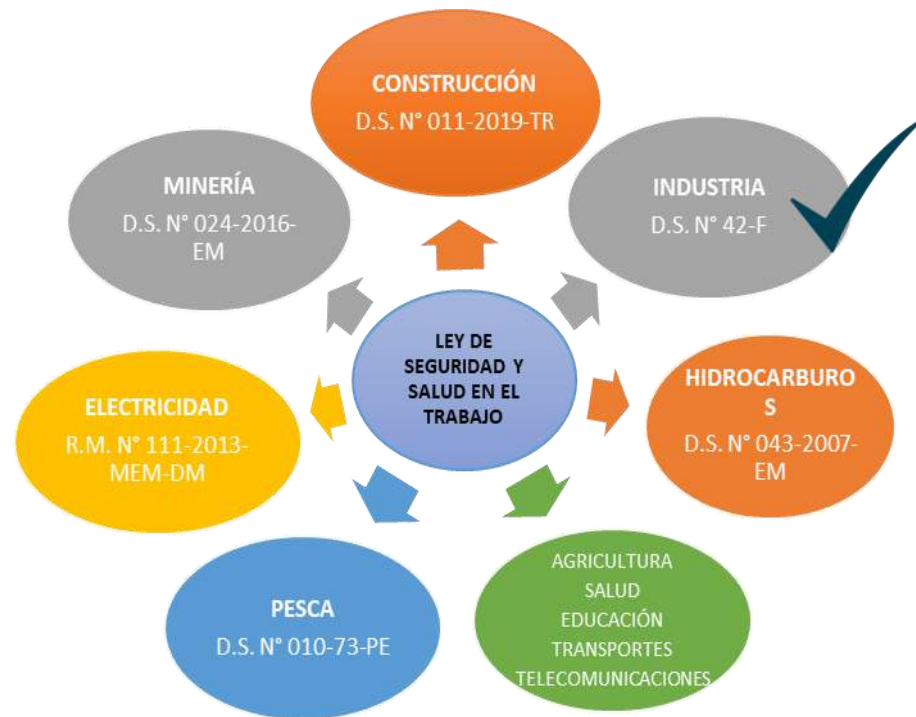 CONSTRUCCIÓN
D.S. N° 011-2019-TR
MINERÍA
D.S. N° 024-2016-
EM
INDUSTRIA
D.S. N° 42-F
LEY DE
SEGURIDAD Y
SALUD EN EL
TRABAJO
ELECTRICIDAD
R.M. N° 111-2013-
MEM-DM
HIDROCARBURO
S
D.S. N° 043-2007-
EM
PESCA
D.S. N° 010-73-PE
AGRICULTURA
SALUD
EDUCACIÓN
TRANSPORTES
TELECOMUNICACIONES